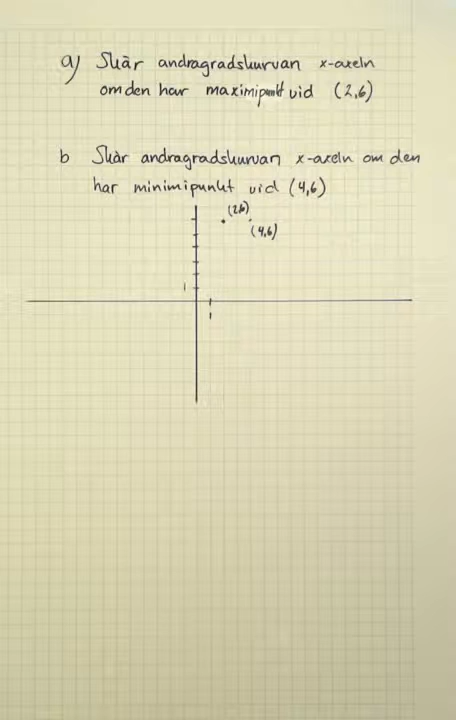 a) Skär andragradskurvan x-axeln
om den har maximipunkt vid (2,6)
b Skär andragradskurvan x-axeln om den
har minimipunkt vid (4,6)
(2,6)
(4,6)
1
1